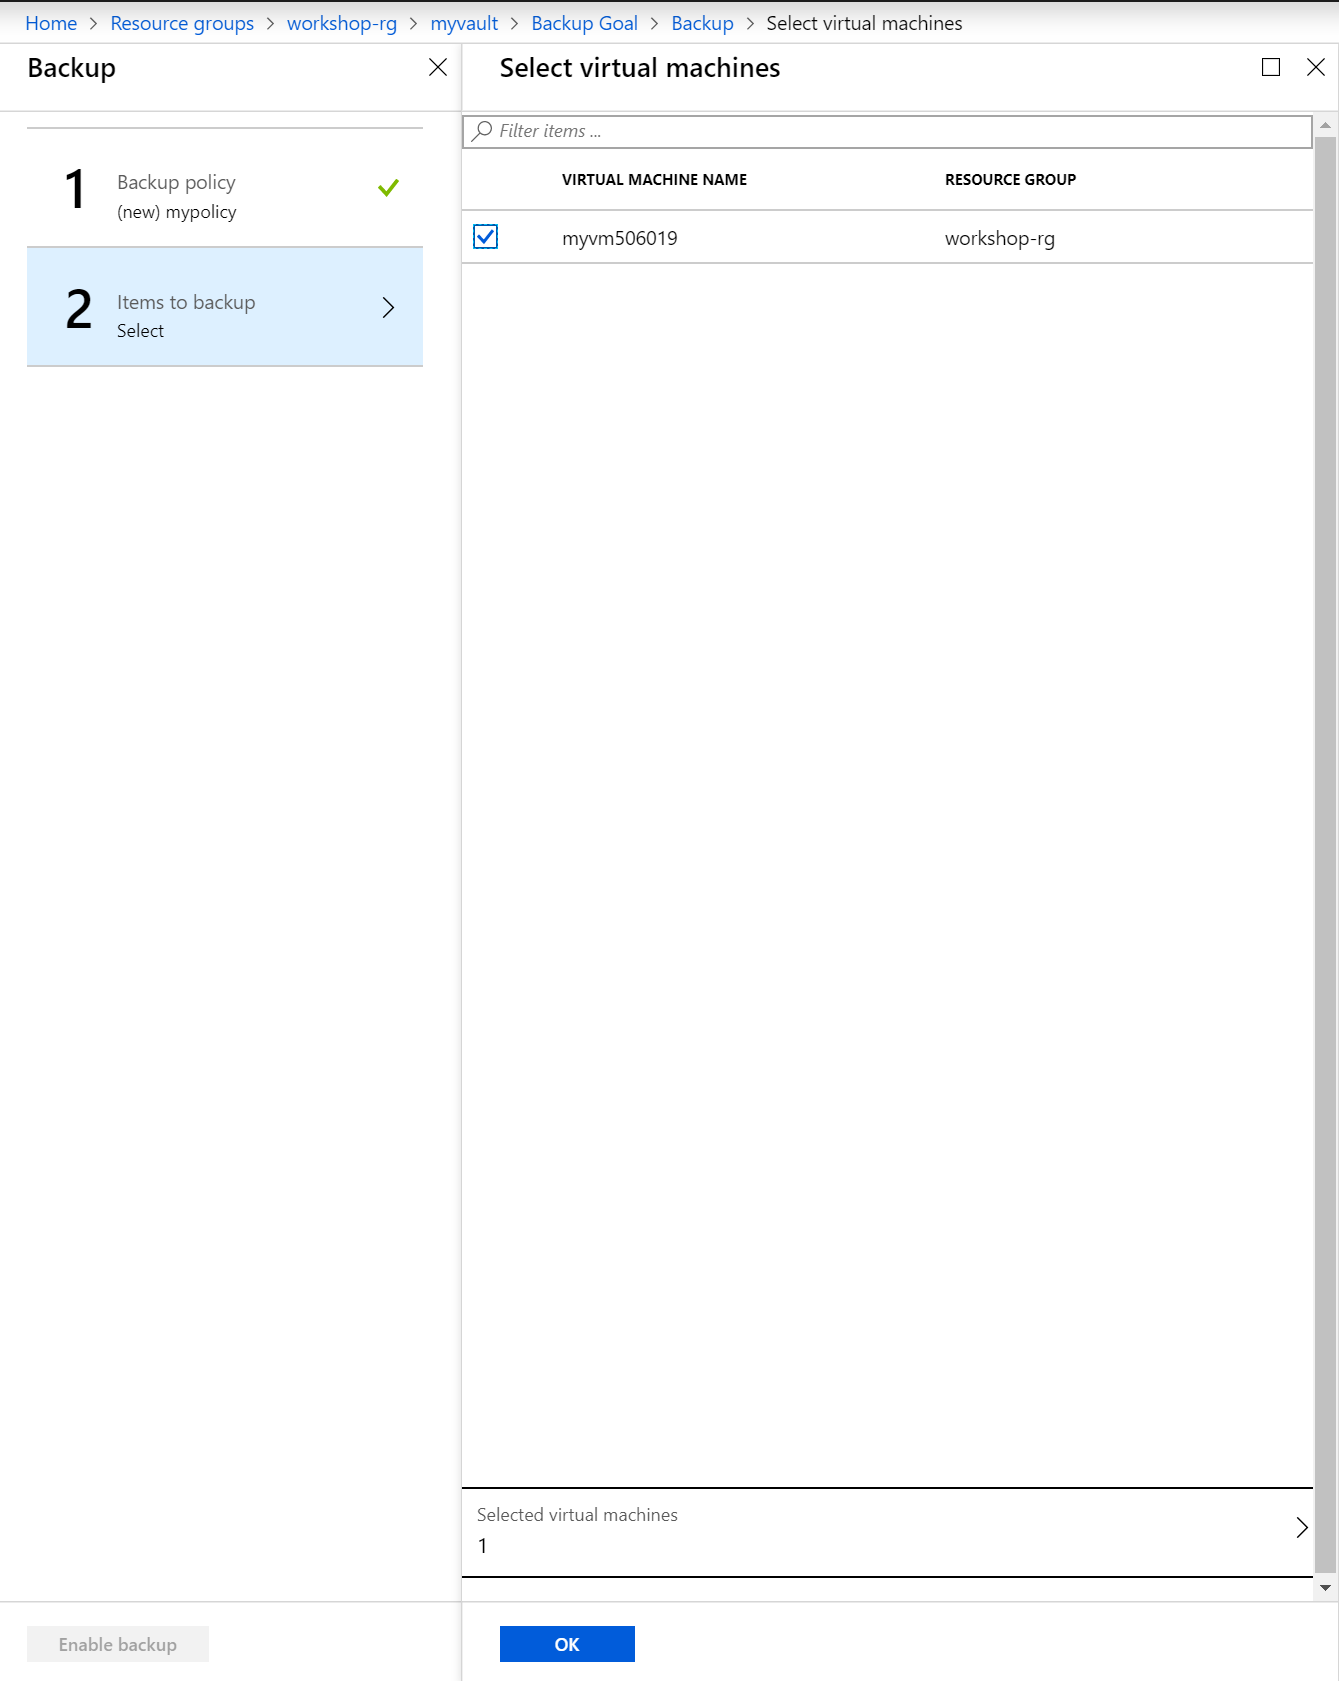 Home > Resource groups > workshop-rg > myvault > Backup Goal > Backup > Select virtual machines
Backup
1
Backup policy
(new) mypolicy
2
Items to backup
Select
Enable backup
Select virtual machines
Filter items ...
VIRTUAL MACHINE NAME RESOURCE GROUP
myvm506019 workshop-rg
Selected virtual machines
1
OK